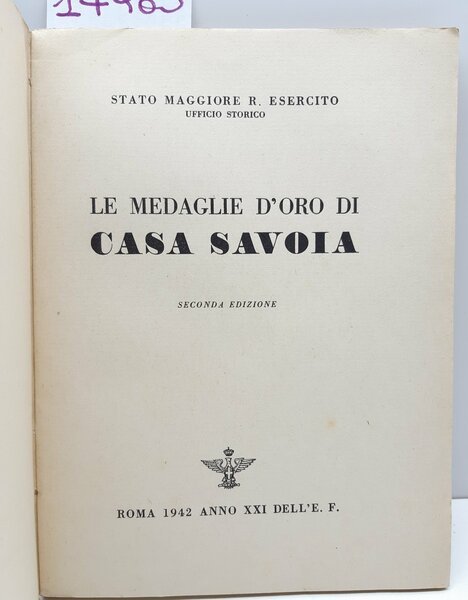 STATO MAGGIORE R. ESERCITO
UFFICIO STORICO
LE MEDAGLIE D'ORO DI
CASA SAVOIA
SECONDA EDIZIONE
ROMA 1942 ANNO XXI DELL'E. F.